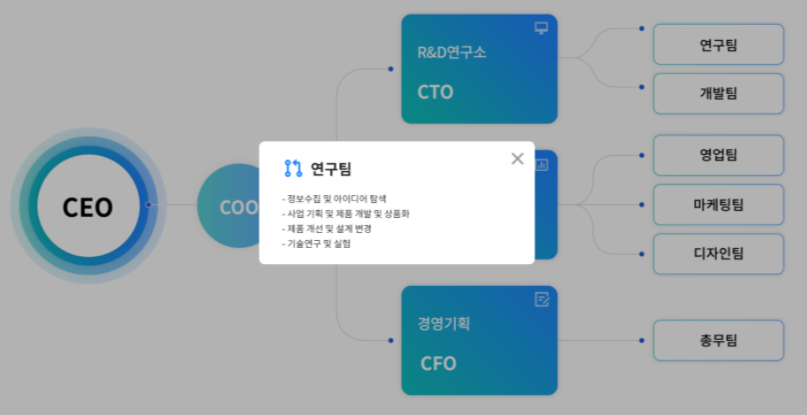 CEO
COO
R&D연구소
CTO
경영기획
CFO
연구팀
- 정보수집 및 아이디어 탐색
- 사업 기획 및 제품 개발 및 상품화
- 제품 개선 및 설계 변경
- 기술연구 및 실험
연구팀
개발팀
영업팀
마케팅팀
디자인팀
총무팀